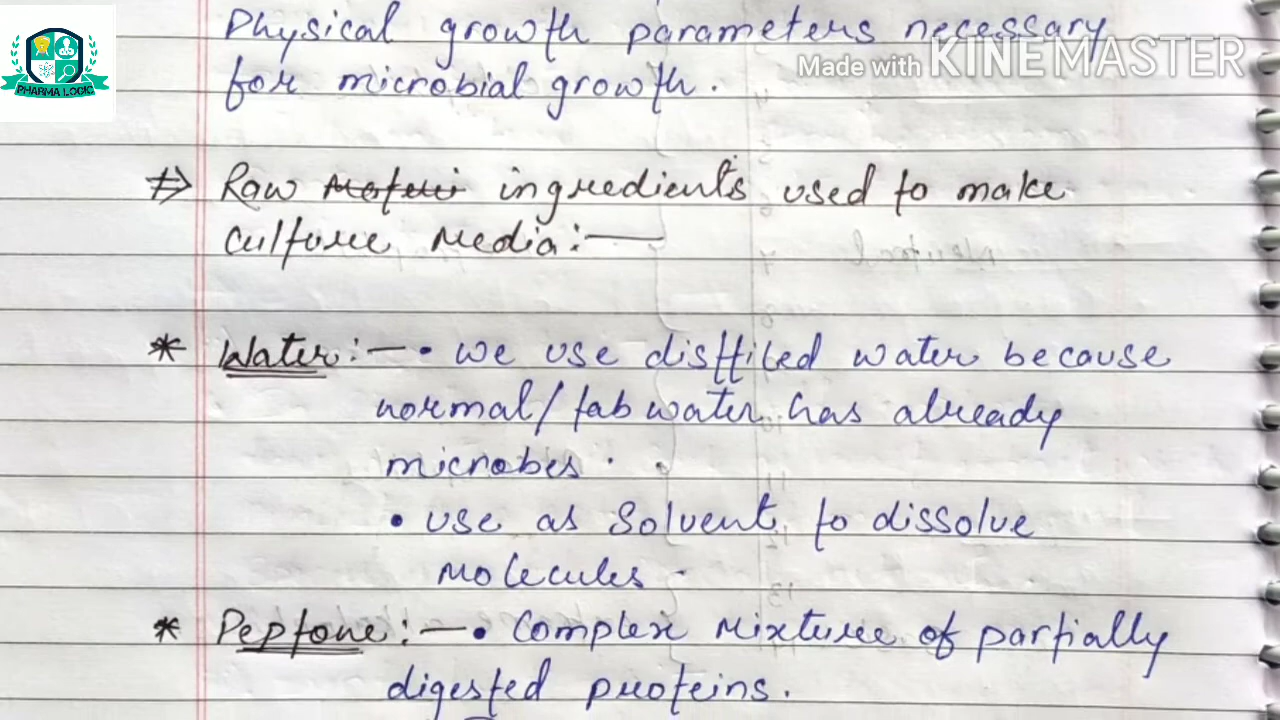 Physical growth parameters necessary
Made with KINEMASTER
PHARMA LOGIC
for microbial growth.
⇒ Raw ingredients used to make
culture media:—
* Water:— • we use distilled water because
normal/tab water has already
microbes.
• use as solvent to dissolve
molecules.
* Peptone:— • Complex mixture of partially
digested proteins.